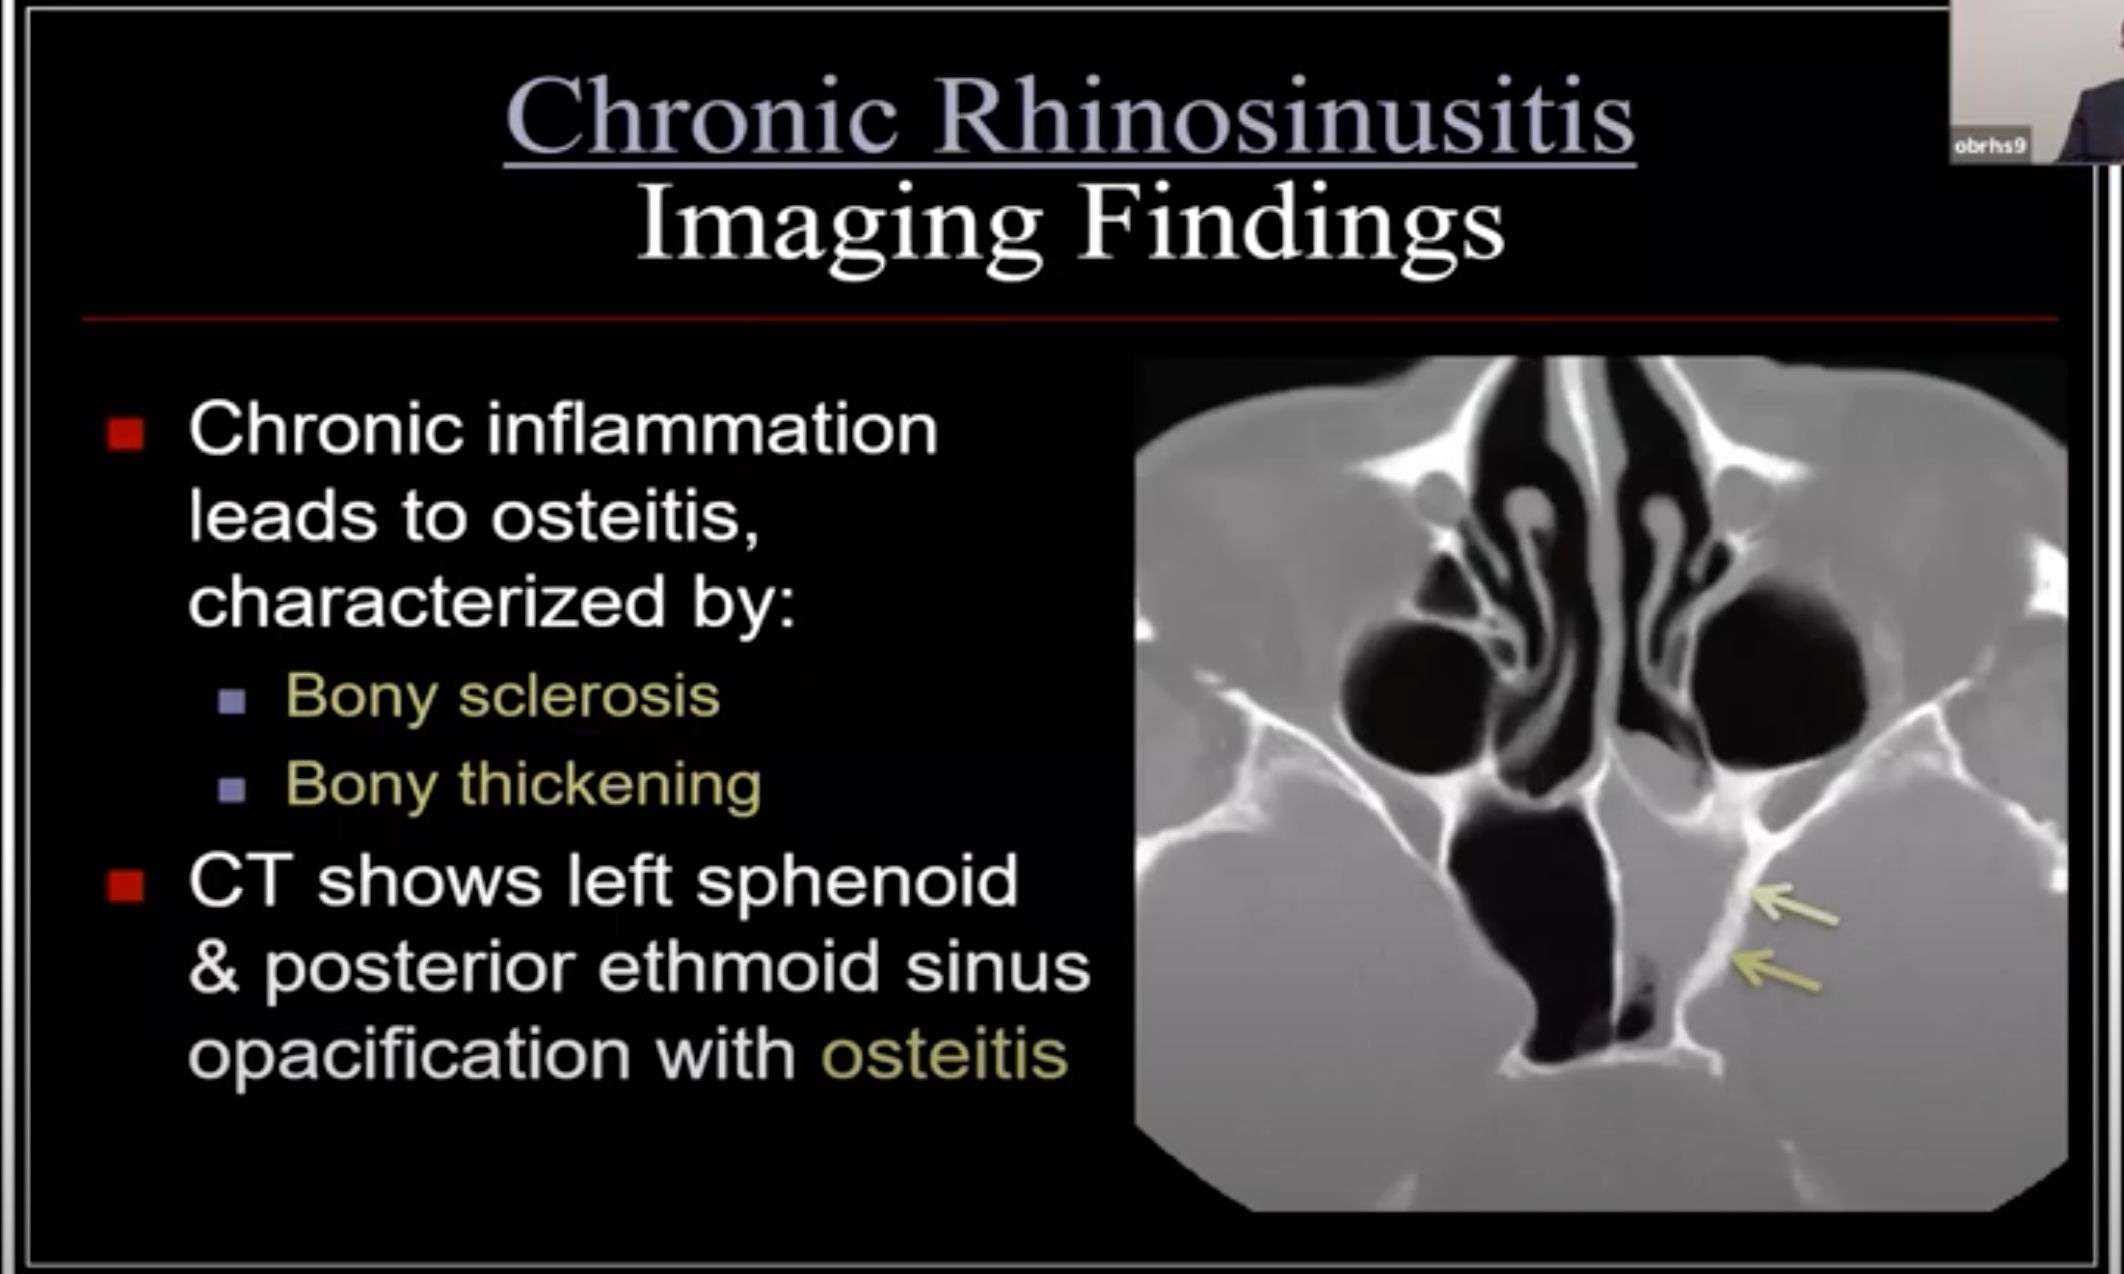 Chronic Rhinosinusitis
Imaging Findings
obrhs9
Chronic inflammation
leads to osteitis,
characterized by:
Bony sclerosis
Bony thickening
CT shows left sphenoid
& posterior ethmoid sinus
opacification with osteitis